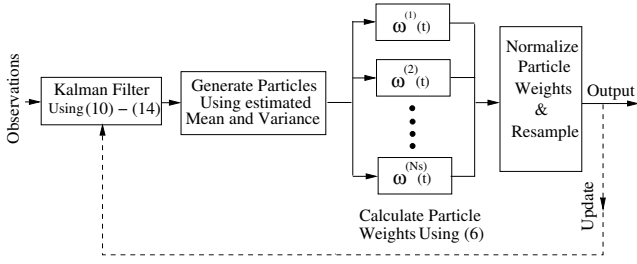 Observations
Kalman Filter
Using (10) – (14)
Generate Particles
Using estimated
Mean and Variance
ω(1)(t)
ω(2)(t)
ω(Ns)(t)
Calculate Particle
Weights Using (6)
Normalize
Particle
Weights
&
Resample
Output
Update